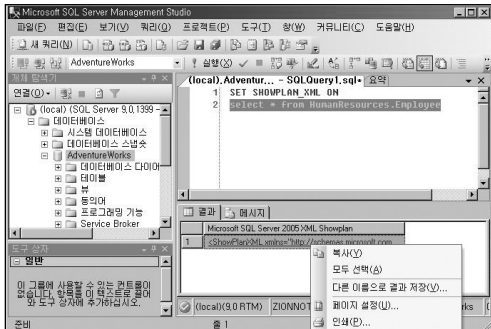 Microsoft SQL Server Management Studio
파일(F) 편집(E) 보기(V) 쿼리(Q) 프로젝트(P) 도구(T) 창(W) 커뮤니티(C) 도움말(H)
새 쿼리(N)
AdventureWorks 실행(X)
개체 탐색기
연결(O)
(local) (SQL Server 9.0.1399 -
데이터베이스
시스템 데이터베이스
데이터베이스 스냅숏
AdventureWorks
데이터베이스 다이어
테이블
뷰
동의어
프로그래밍 기능
Service Broker
도구 상자
일반
이 그룹에 사용할 수 있는 컨트롤이
없습니다. 항목을 이 텍스트로 끌어
와 도구 상자에 추가하십시오.
준비
(local).Adventur... - SQLQuery1.sql* 요약
1 SET SHOWPLAN_XML ON
2 select * from HumanResources.Employee
결과 메시지
Microsoft SQL Server 2005 XML Showplan
1 <ShowPlanXML xmlns="http://schemas.microsoft.com
복사(Y)
모두 선택(A)
다른 이름으로 결과 저장(V)...
페이지 설정(U)...
인쇄(P)...
(local)(9,0 RTM) ZIONNOT
줄 1